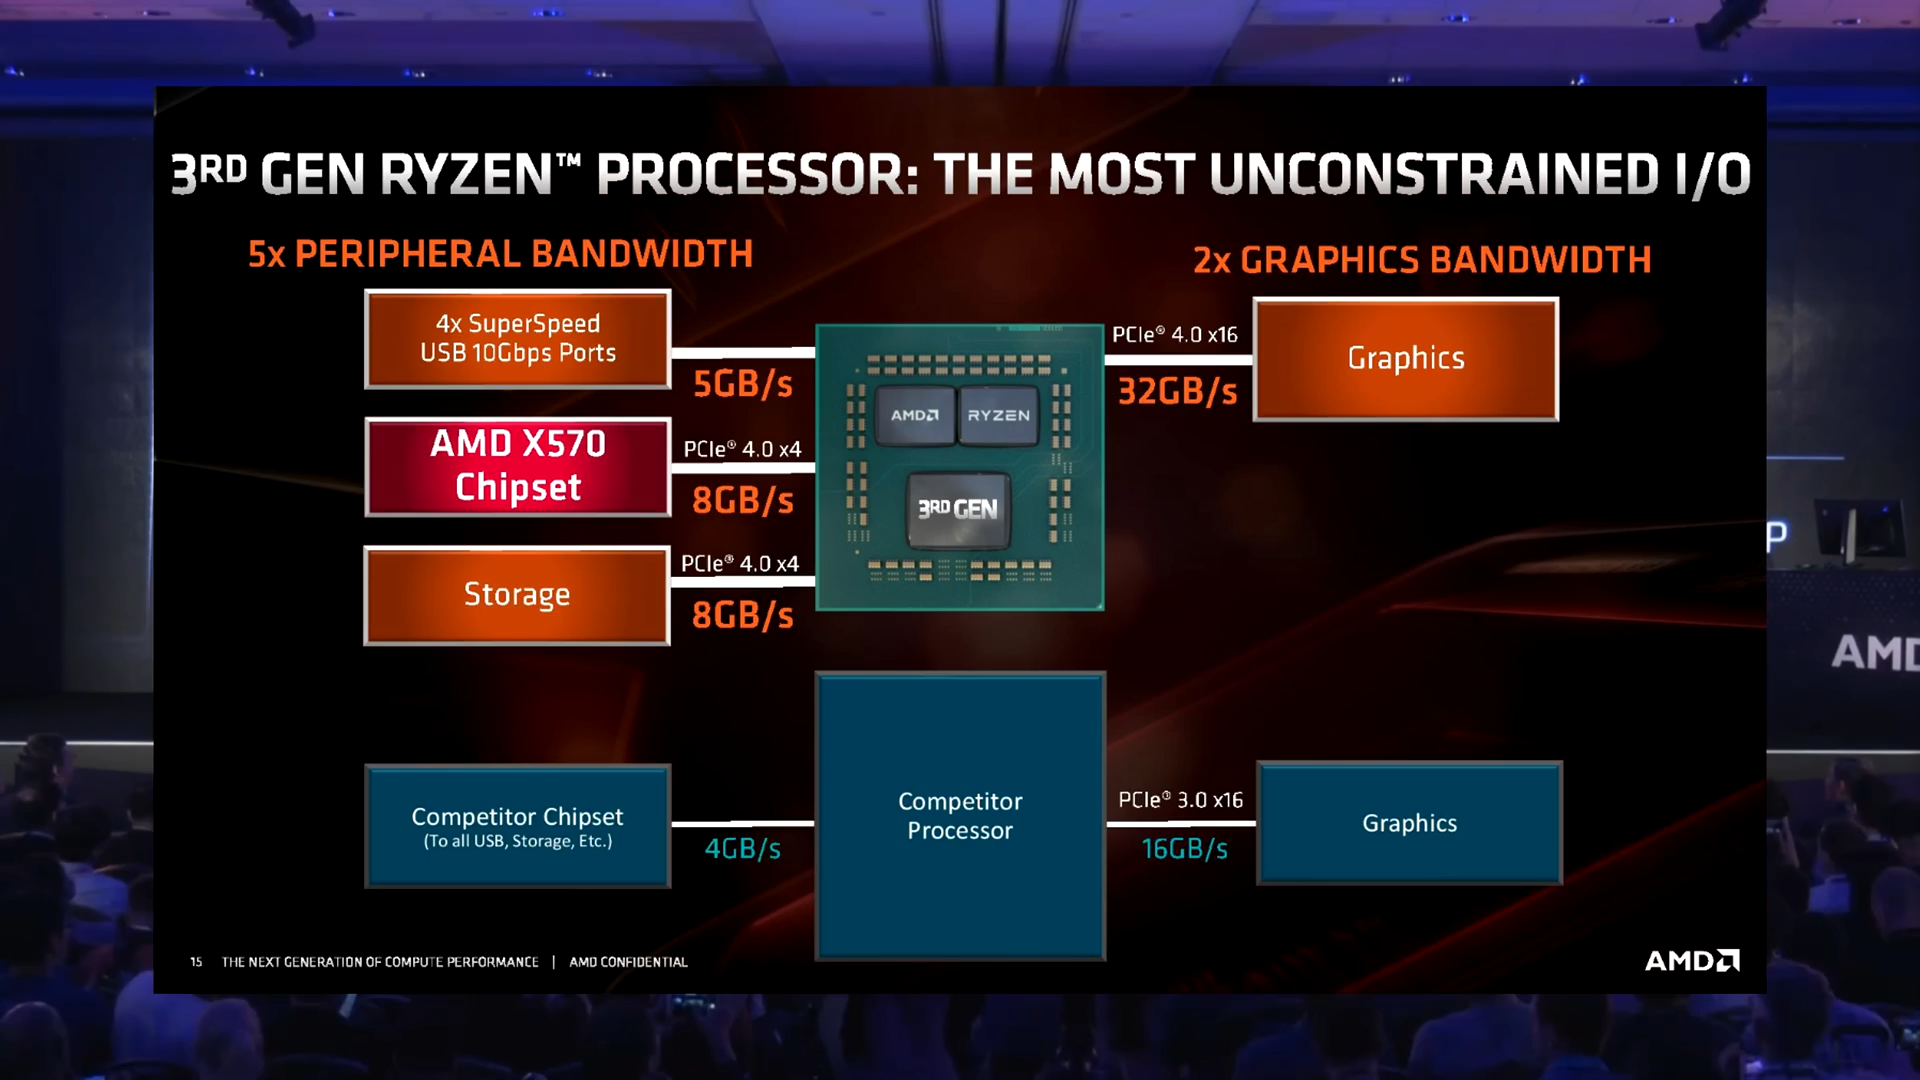 3RD GEN RYZEN™ PROCESSOR: THE MOST UNCONSTRAINED I/O
5x PERIPHERAL BANDWIDTH
2x GRAPHICS BANDWIDTH
4x SuperSpeed
USB 10Gbps Ports
5GB/s
AMD X570
Chipset
PCIe® 4.0 x4
8GB/s
Storage
PCIe® 4.0 x4
8GB/s
AMD
RYZEN
3RD GEN
PCIe® 4.0 x16
32GB/s
Graphics
Competitor Chipset
(To all USB, Storage, Etc.)
4GB/s
Competitor
Processor
PCIe® 3.0 x16
16GB/s
Graphics
15 THE NEXT GENERATION OF COMPUTE PERFORMANCE | AMD CONFIDENTIAL
AMD
P
AMD